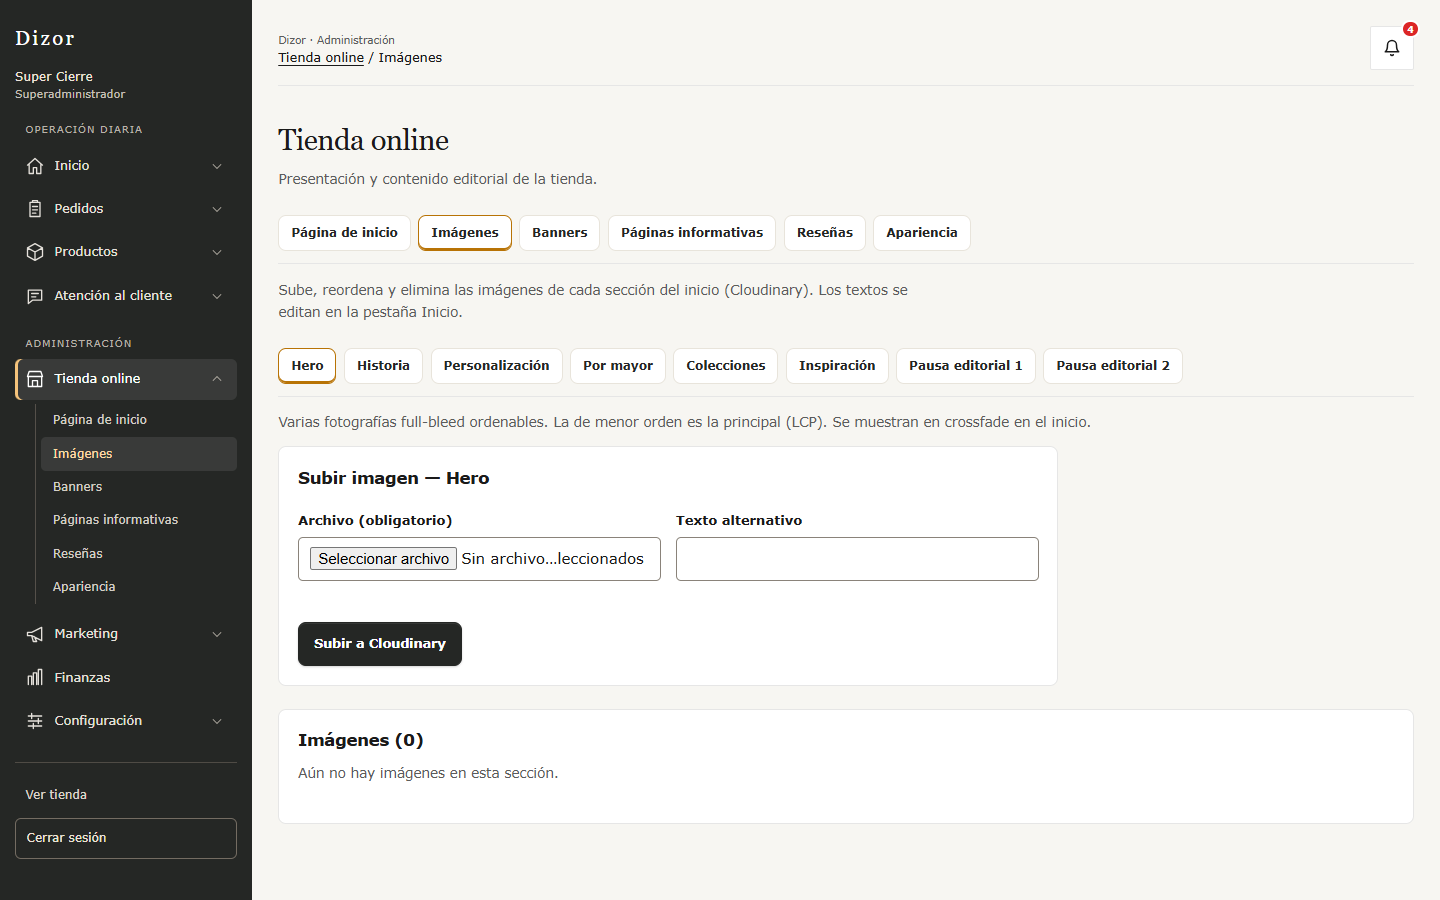 Dizor
Super Cierre
Superadministrador
OPERACIÓN DIARIA
Inicio
Pedidos
Productos
Atención al cliente
ADMINISTRACIÓN
Tienda online
Página de inicio
Imágenes
Banners
Páginas informativas
Reseñas
Apariencia
Marketing
Finanzas
Configuración
Ver tienda
Cerrar sesión
Dizor · Administración
Tienda online / Imágenes
4
Tienda online
Presentación y contenido editorial de la tienda.
Página de inicio
Imágenes
Banners
Páginas informativas
Reseñas
Apariencia
Sube, reordena y elimina las imágenes de cada sección del inicio (Cloudinary). Los textos se
editan en la pestaña Inicio.
Hero
Historia
Personalización
Por mayor
Colecciones
Inspiración
Pausa editorial 1
Pausa editorial 2
Varias fotografías full-bleed ordenables. La de menor orden es la principal (LCP). Se muestran en crossfade en el inicio.
Subir imagen — Hero
Archivo (obligatorio)
Seleccionar archivo Sin archivo...leccionados
Texto alternativo
Subir a Cloudinary
Imágenes (0)
Aún no hay imágenes en esta sección.